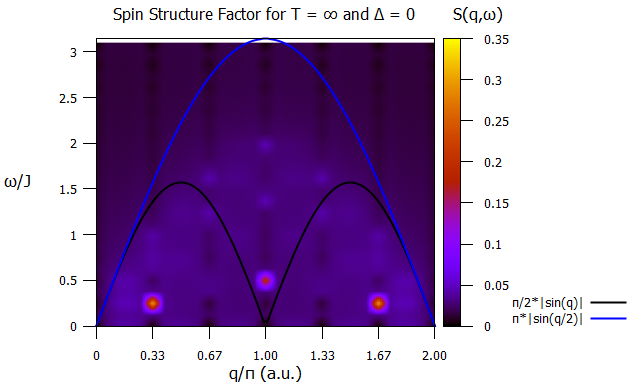 Spin Structure Factor for T = ∞ and Δ = 0
S(q,ω)
3
2.5
2
1.5
1
0.5
0
ω/J
0 0.33 0.67 1.00 1.33 1.67 2.00
q/π (a.u.)
0.35
0.3
0.25
0.2
0.15
0.1
0.05
0
π/2*|sin(q)|
π*|sin(q/2)|